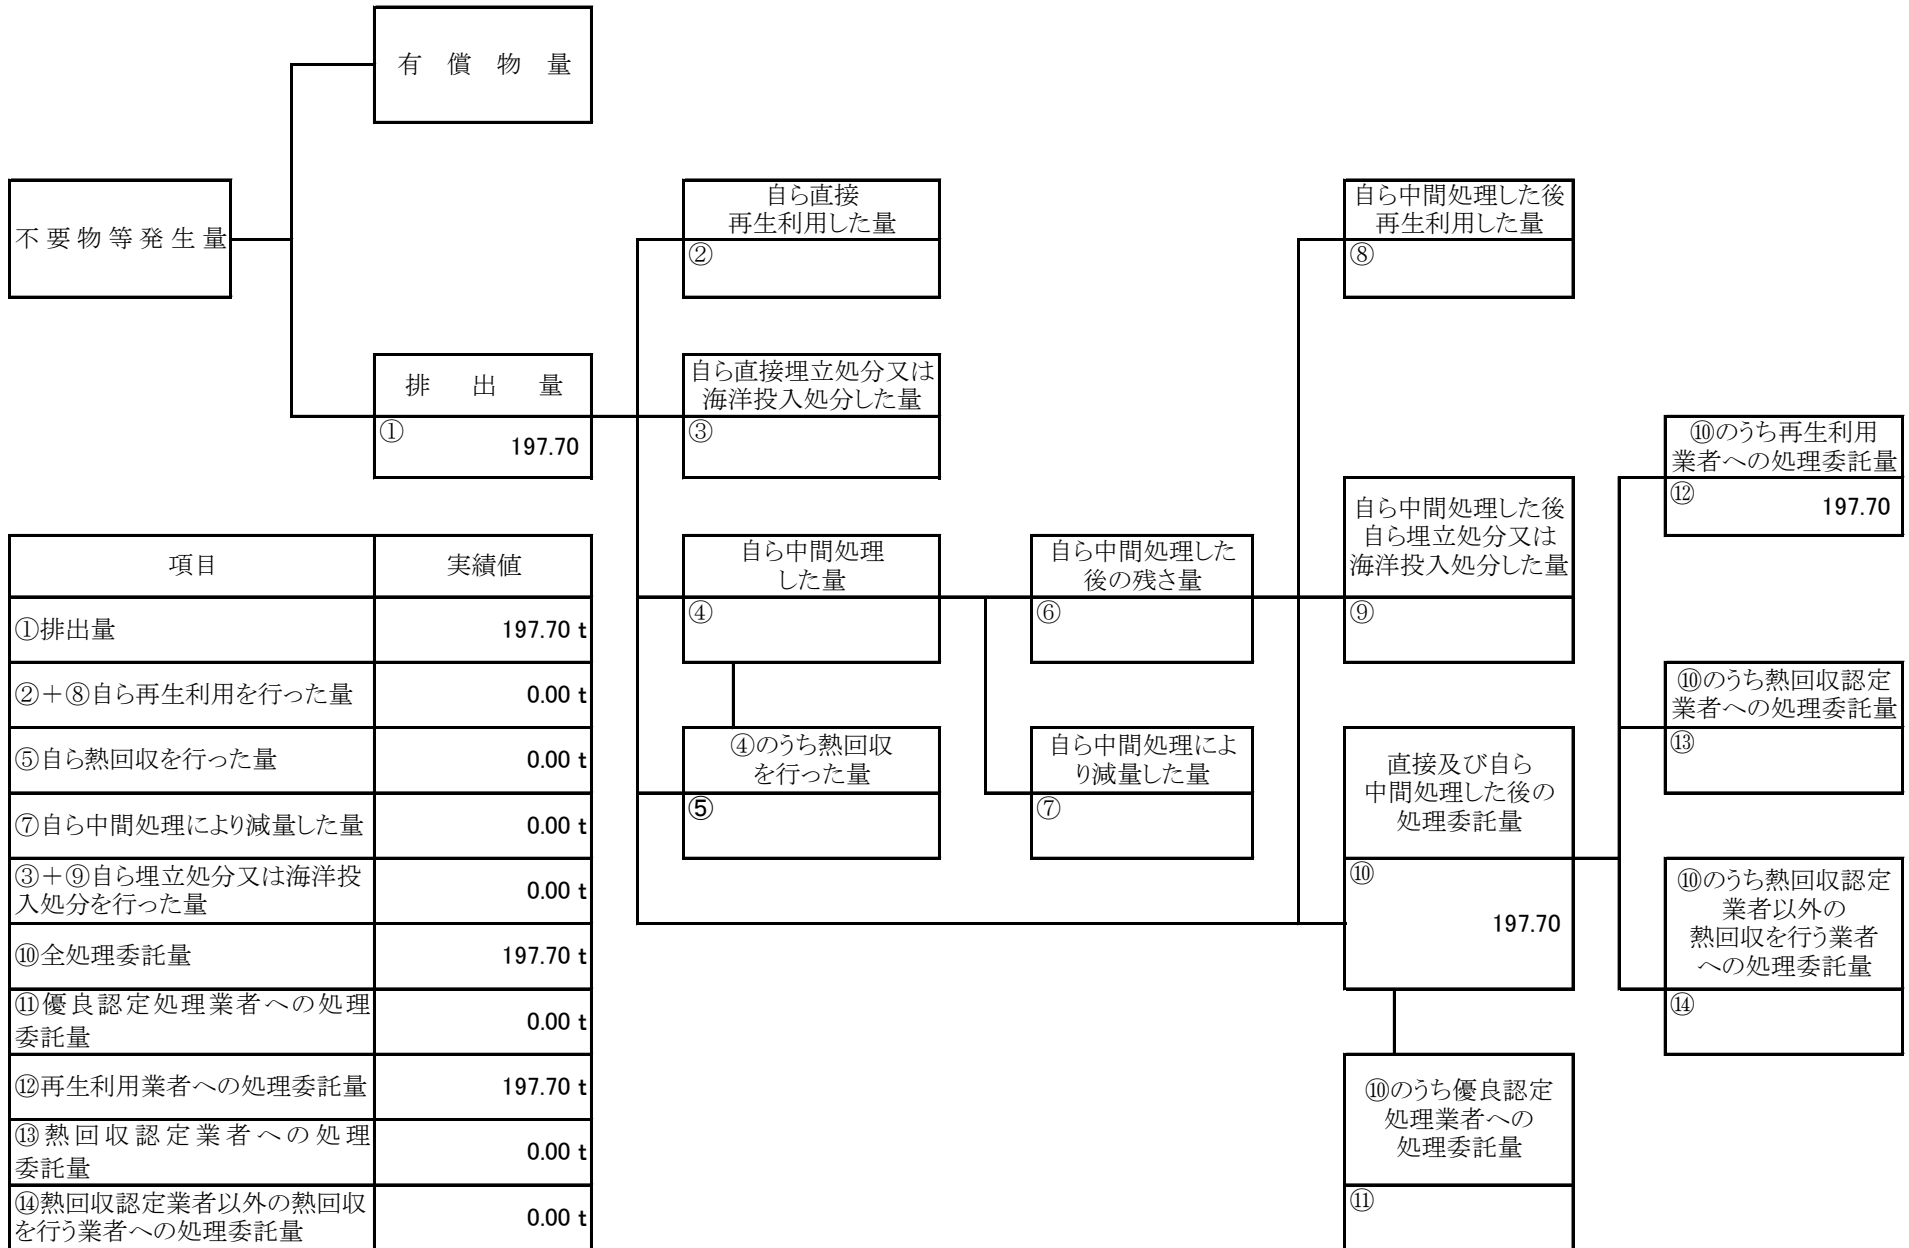 有償物量
不要物等発生量
自ら直接
再生利用した量
②
自ら中間処理した後
再生利用した量
⑧
排出量
①
197.70
自ら直接埋立処分又は
海洋投入処分した量
③
⑩のうち再生利用
業者への処理委託量
⑫
197.70
自ら中間処理
した量
④
自ら中間処理した
後の残さ量
⑥
自ら中間処理した後
自ら埋立処分又は
海洋投入処分した量
⑨
⑩のうち熱回収認定
業者への処理委託量
⑬
④のうち熱回収
を行った量
⑤
自ら中間処理によ
り減量した量
⑦
直接及び自ら
中間処理した後の
処理委託量
⑩
197.70
⑩のうち熱回収認定
業者以外の
熱回収を行う業者
への処理委託量
⑭
⑩のうち優良認定
処理業者への
処理委託量
⑪
項目 実績値
①排出量 197.70 t
②＋⑧自ら再生利用を行った量 0.00 t
⑤自ら熱回収を行った量 0.00 t
⑦自ら中間処理により減量した量 0.00 t
③＋⑨自ら埋立処分又は海洋投
入処分を行った量 0.00 t
⑩全処理委託量 197.70 t
⑪優良認定処理業者への処理
委託量 0.00 t
⑫再生利用業者への処理委託量 197.70 t
⑬熱回収認定業者への処理
委託量 0.00 t
⑭熱回収認定業者以外の熱回収
を行う業者への処理委託量 0.00 t